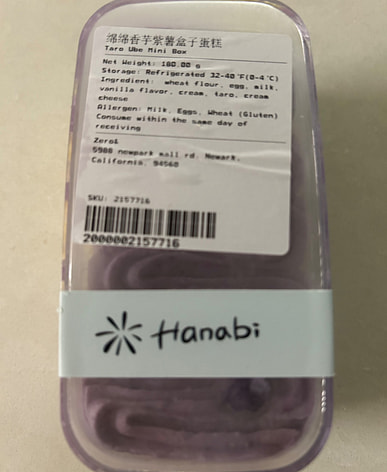 绵绵香芋紫薯盒子蛋糕
Taro Ube Mini Box
Net Weight: 180.00 g
Storage: Refrigerated 32-40℉(0-4℃)
Ingredient: wheat flour, egg, milk,
vanilla flavor, cream, taro, cream
cheese
Allergen: Milk, Eggs, Wheat (Gluten)
Consume within the same day of
receiving
Zero&
5988 newpark mall rd, Newark,
California, 94560
SKU: 2157716
2000002157716
Hanabi